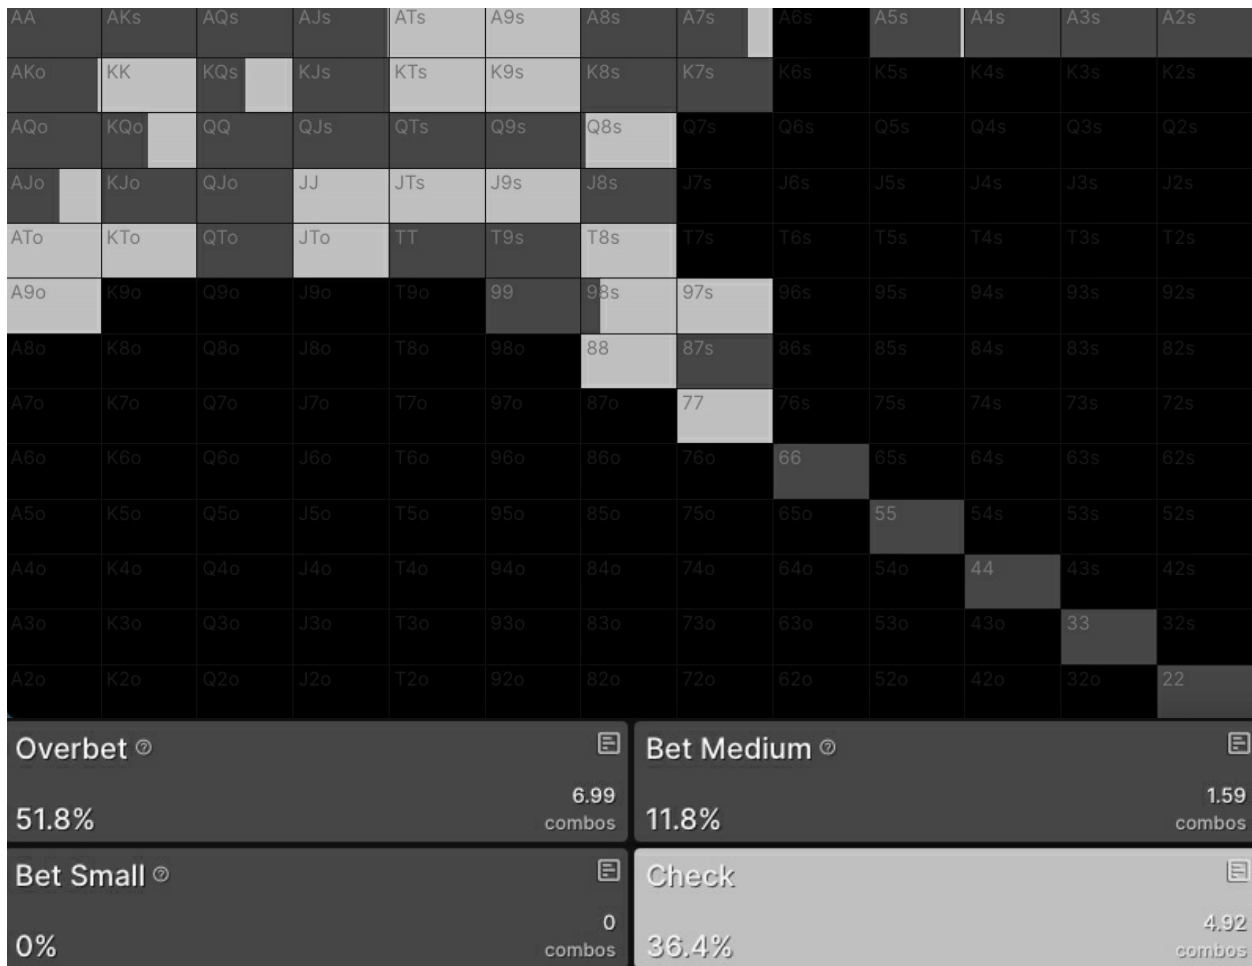 AA AKs AQs AJs ATs A9s A8s A7s A6s A5s A4s A3s A2s
AKo KK KQs KJs KTs K9s K8s K7s K6s K5s K4s K3s K2s
AQo KQo QQ QJs QTs Q9s Q8s Q7s Q6s Q5s Q4s Q3s Q2s
AJo KJo QJo JJ JTs J9s J8s J7s J6s J5s J4s J3s J2s
ATo KTo QTo JTo TT T9s T8s T7s T6s T5s T4s T3s T2s
A9o K9o Q9o J9o T9o 99 98s 97s 96s 95s 94s 93s 92s
A8o K8o Q8o J8o T8o 98o 88 87s 86s 85s 84s 83s 82s
A7o K7o Q7o J7o T7o 97o 87o 77 76s 75s 74s 73s 72s
A6o K6o Q6o J6o T6o 96o 86o 76o 66 65s 64s 63s 62s
A5o K5o Q5o J5o T5o 95o 85o 75o 65o 55 54s 53s 52s
A4o K4o Q4o J4o T4o 94o 84o 74o 64o 54o 44 43s 42s
A3o K3o Q3o J3o T3o 93o 83o 73o 63o 53o 43o 33 32s
A2o K2o Q2o J2o T2o 92o 82o 72o 62o 52o 42o 32o 22
Overbet ?
6.99
51.8% combos
Bet Medium ?
1.59
11.8% combos
Bet Small ?
0
0% combos
Check
4.92
36.4% combos